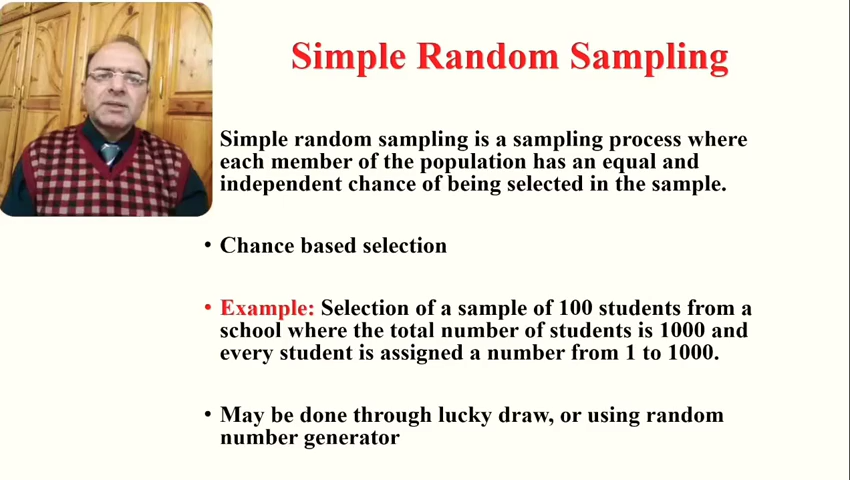 Simple Random Sampling
Simple random sampling is a sampling process where
each member of the population has an equal and
independent chance of being selected in the sample.
• Chance based selection
• Example: Selection of a sample of 100 students from a
school where the total number of students is 1000 and
every student is assigned a number from 1 to 1000.
• May be done through lucky draw, or using random
number generator